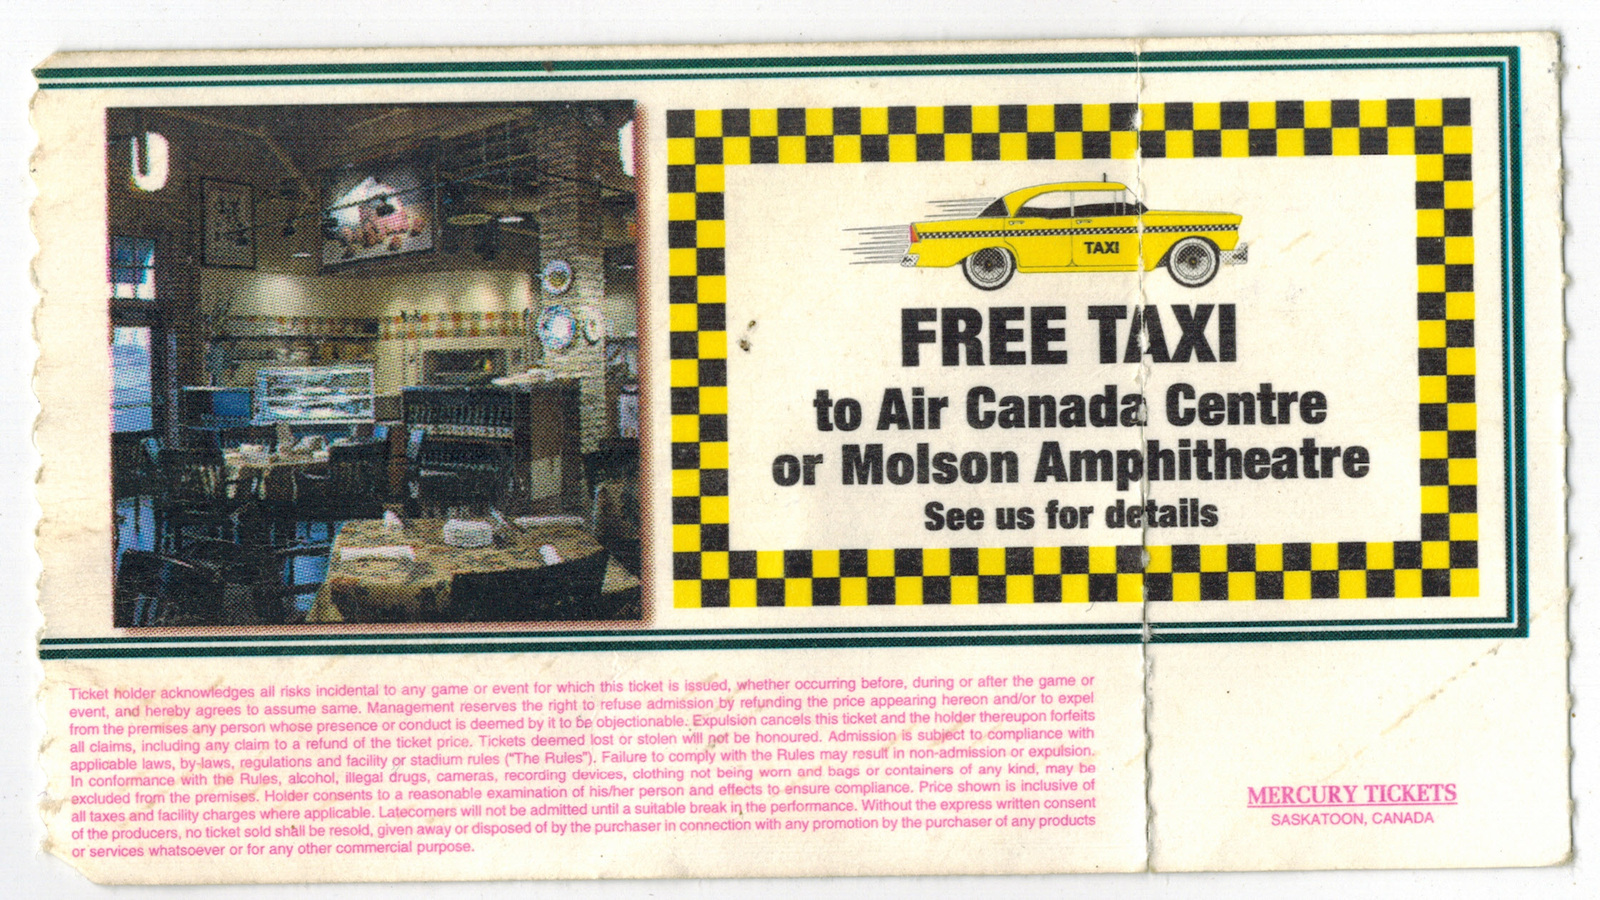 TAXI
FREE TAXI
to Air Canada Centre
or Molson Amphitheatre
See us for details
Ticket holder acknowledges all risks incidental to any game or event for which this ticket is issued, whether occurring before, during or after the game or
event, and hereby agrees to assume same. Management reserves the right to refuse admission by refunding the price appearing hereon and/or to expel
from the premises any person whose presence or conduct is deemed by it to be objectionable. Expulsion cancels this ticket and the holder thereupon forfeits
all claims, including any claim to a refund of the ticket price. Tickets deemed lost or stolen will not be honoured. Admission is subject to compliance with
applicable laws, by-laws, regulations and facility or stadium rules ("The Rules"). Failure to comply with the Rules may result in non-admission or expulsion.
In conformance with the Rules, alcohol, illegal drugs, cameras, recording devices, clothing not being worn and bags or containers of any kind, may be
excluded from the premises. Holder consents to a reasonable examination of his/her person and effects to ensure compliance. Price shown is inclusive of
all taxes and facility charges where applicable. Latecomers will not be admitted until a suitable break in the performance. Without the express written consent
of the producers, no ticket sold shall be resold, given away or disposed of by the purchaser in connection with any promotion by the purchaser of any products
or services whatsoever or for any other commercial purpose.
MERCURY TICKETS
SASKATOON, CANADA